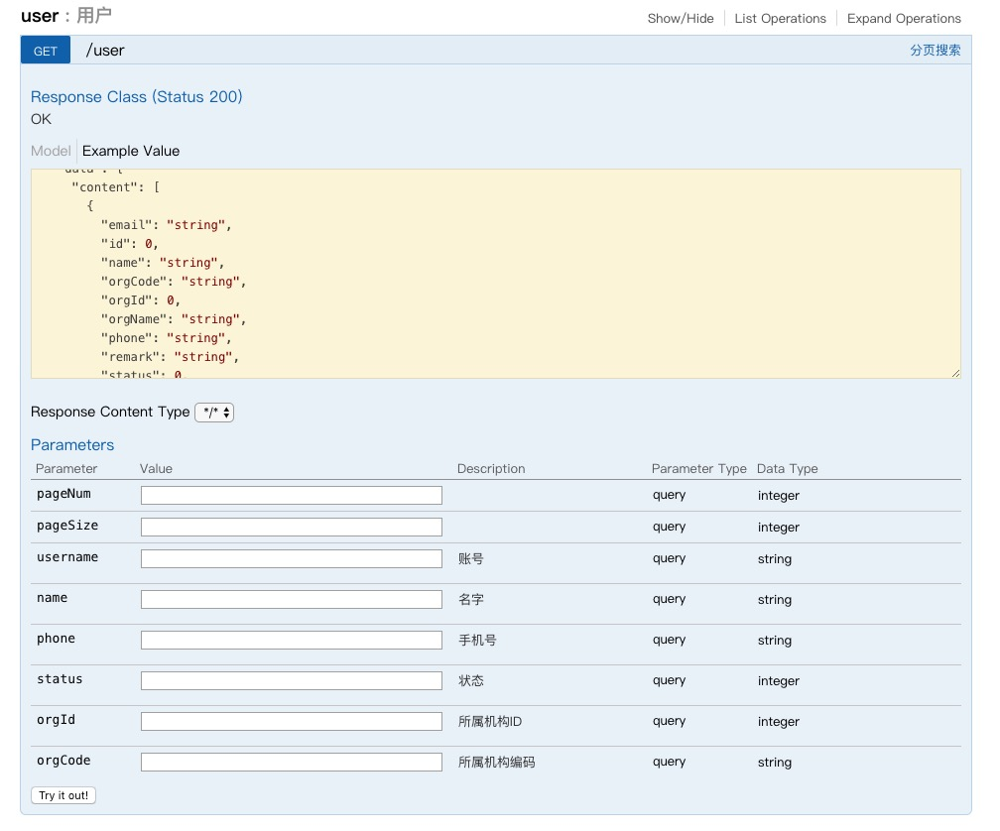 user : 用户
Show/Hide List Operations Expand Operations
GET /user 分页搜索
Response Class (Status 200)
OK
Model Example Value
"data": {
"content": [
{
"email": "string",
"id": 0,
"name": "string",
"orgCode": "string",
"orgId": 0,
"orgName": "string",
"phone": "string",
"remark": "string",
"status": 0,
Response Content Type */*
Parameters
Parameter Value Description Parameter Type Data Type
pageNum query integer
pageSize query integer
username 账号 query string
name 名字 query string
phone 手机号 query string
status 状态 query integer
orgId 所属机构ID query integer
orgCode 所属机构编码 query string
Try it out!